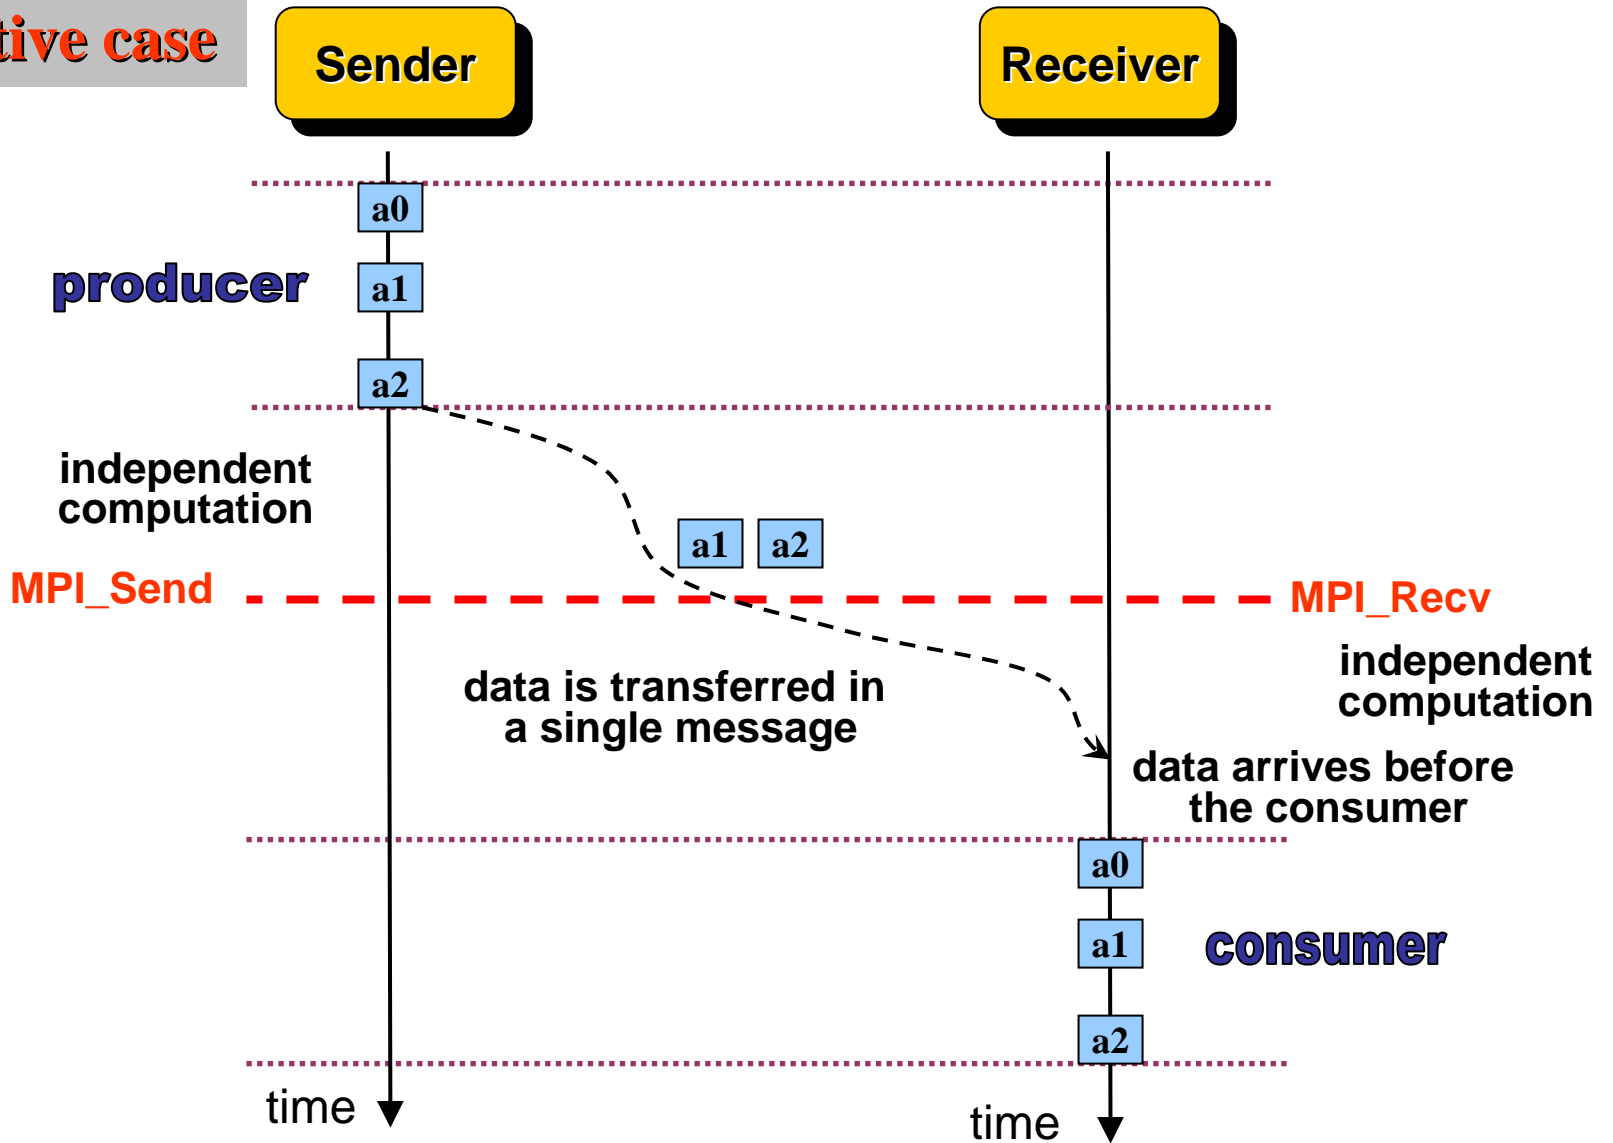 case
Sender
Receiver
a0
producer
a1
a2
independent
computation
a1 a2
MPI_Send
MPI_Recv
data is transferred in
a single message
independent
computation
data arrives before
the consumer
a0
a1
consumer
a2
time
time